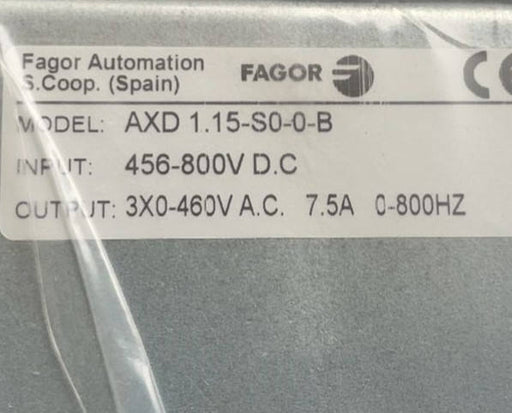 Fagor Automation
S.Coop. (Spain)
FAGOR
CE
MODEL: AXD 1.15-S0-0-B
INPUT: 456-800V D.C
OUTPUT: 3X0-460V A.C. 7.5A 0-800HZ